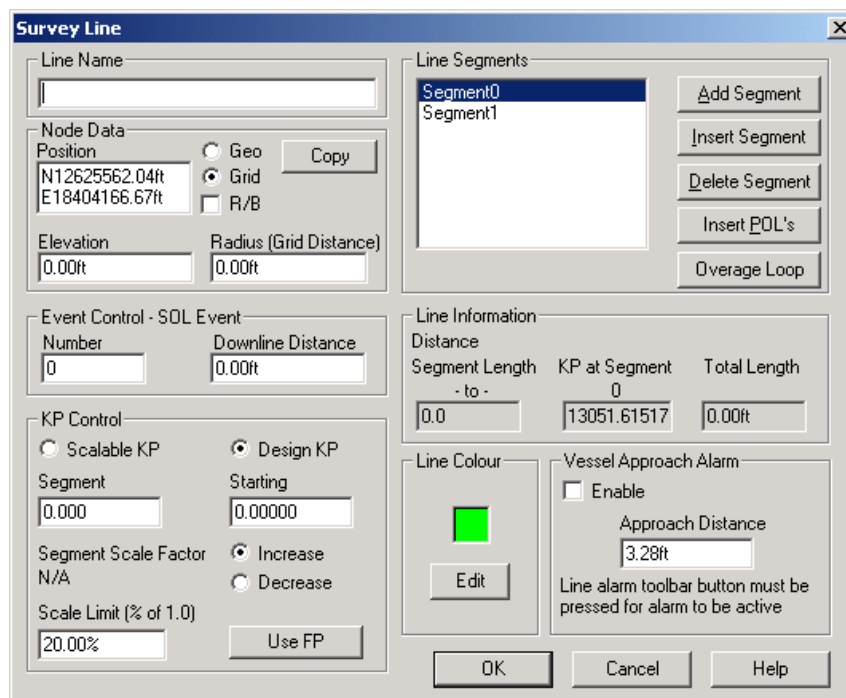 Survey Line
Line Name
Node Data
Position
N12625562.04ft
E18404166.67ft
Geo
Grid
R/B
Copy
Elevation
0.00ft
Radius (Grid Distance)
0.00ft
Event Control - SOL Event
Number
0
Downline Distance
0.00ft
KP Control
Scalable KP
Design KP
Segment
0.000
Starting
0.00000
Segment Scale Factor
N/A
Increase
Decrease
Scale Limit (% of 1.0)
20.00%
Use FP
Line Segments
Segment0
Segment1
Add Segment
Insert Segment
Delete Segment
Insert POL's
Overage Loop
Line Information
Distance
Segment Length
- to -
0.0
KP at Segment
0
13051.61517
Total Length
0.00ft
Line Colour
Edit
Vessel Approach Alarm
Enable
Approach Distance
3.28ft
Line alarm toolbar button must be
pressed for alarm to be active
OK
Cancel
Help